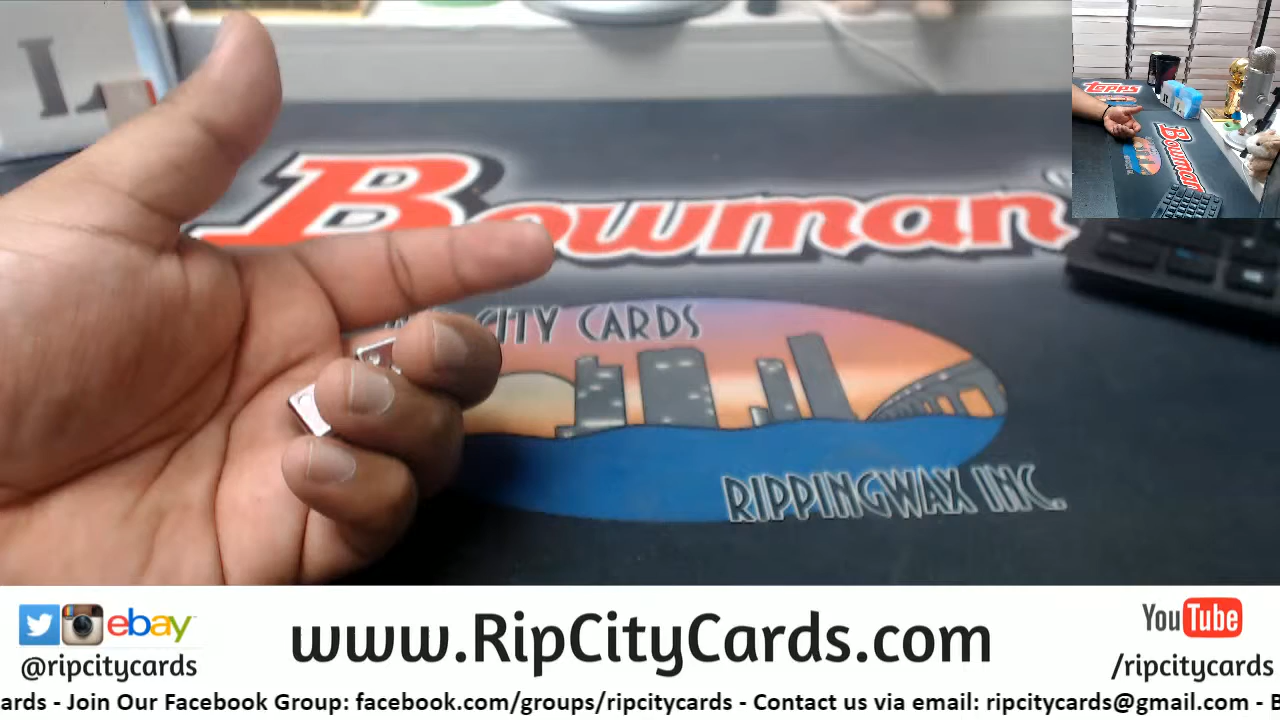 L
Bowman
CITY CARDS
RIPPINGWAX INC.
TOPPS
Bowman
ebay
@ripcitycards
www.RipCityCards.com
YouTube
/ripcitycards
ards - Join Our Facebook Group: facebook.com/groups/ripcitycards - Contact us via email: ripcitycards@gmail.com - E